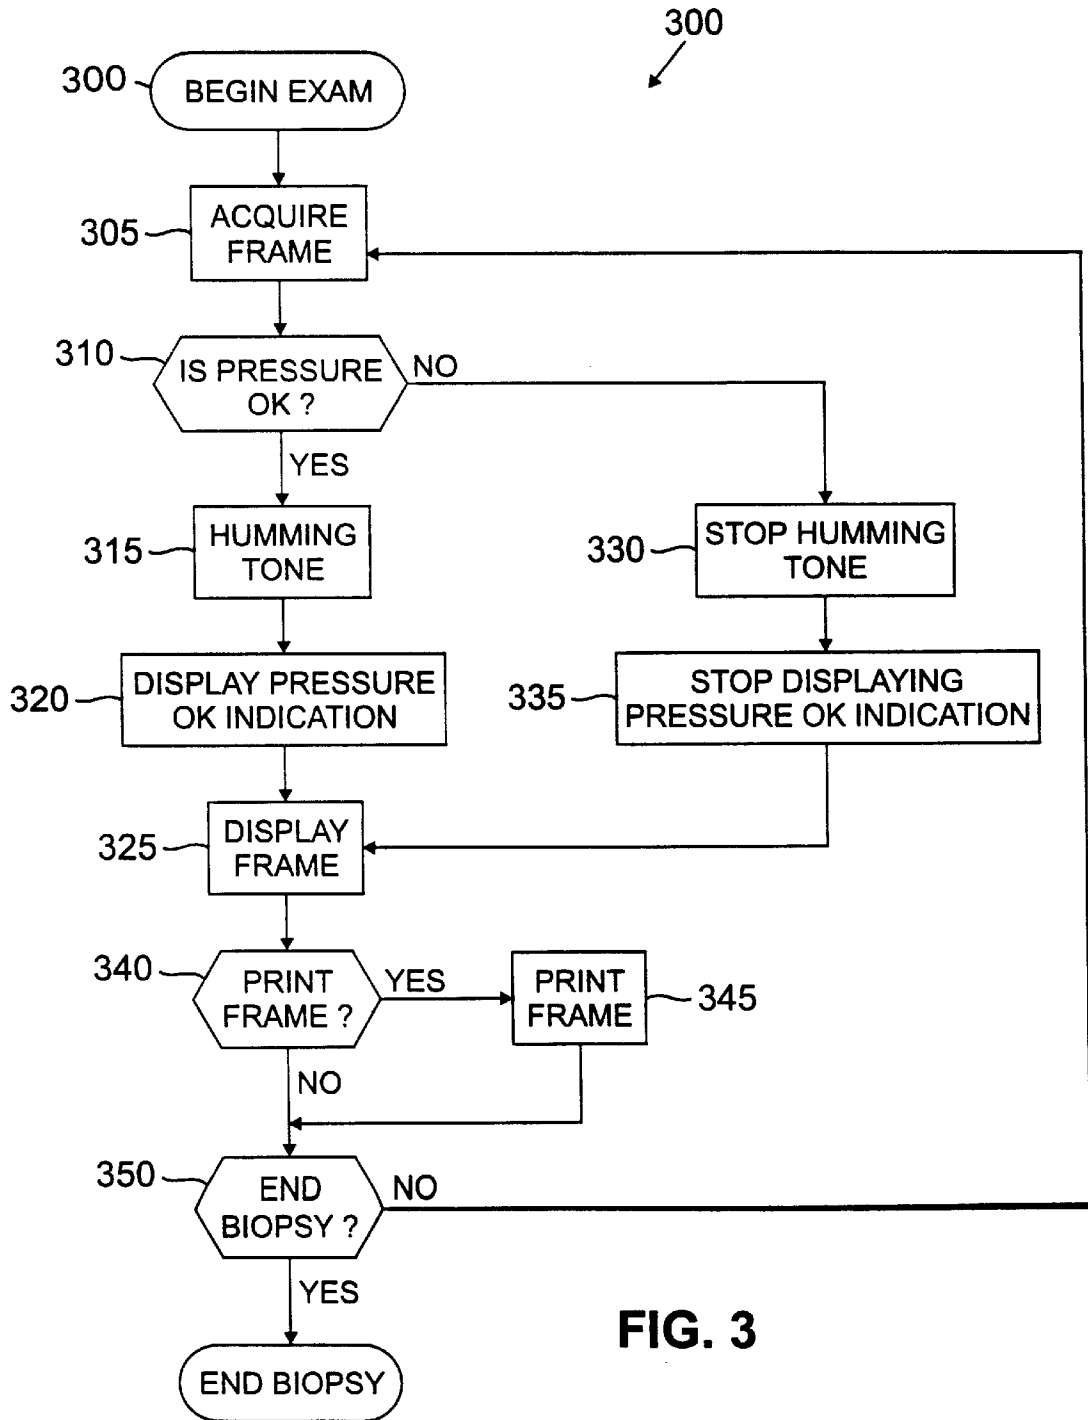 300
300
BEGIN EXAM
305
ACQUIRE
FRAME
310
IS PRESSURE
OK ?
NO
YES
315
HUMMING
TONE
330
STOP HUMMING
TONE
320
DISPLAY PRESSURE
OK INDICATION
335
STOP DISPLAYING
PRESSURE OK INDICATION
325
DISPLAY
FRAME
340
PRINT
FRAME ?
YES
PRINT
FRAME
345
NO
350
END
BIOPSY ?
NO
YES
FIG. 3
END BIOPSY